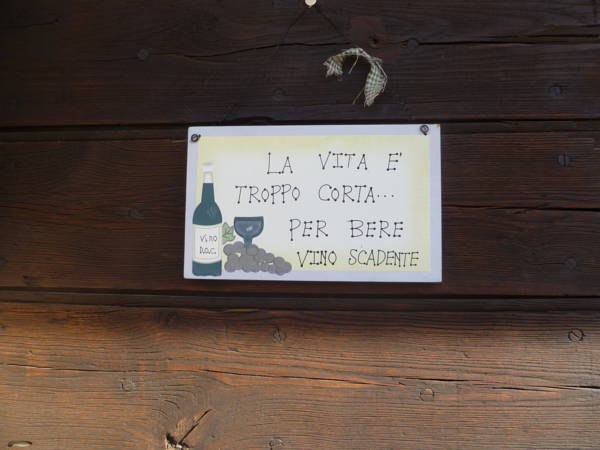 LA VITA E'
TROPPO CORTA...
PER BERE
VINO SCADENTE
VINO
D.O.C.